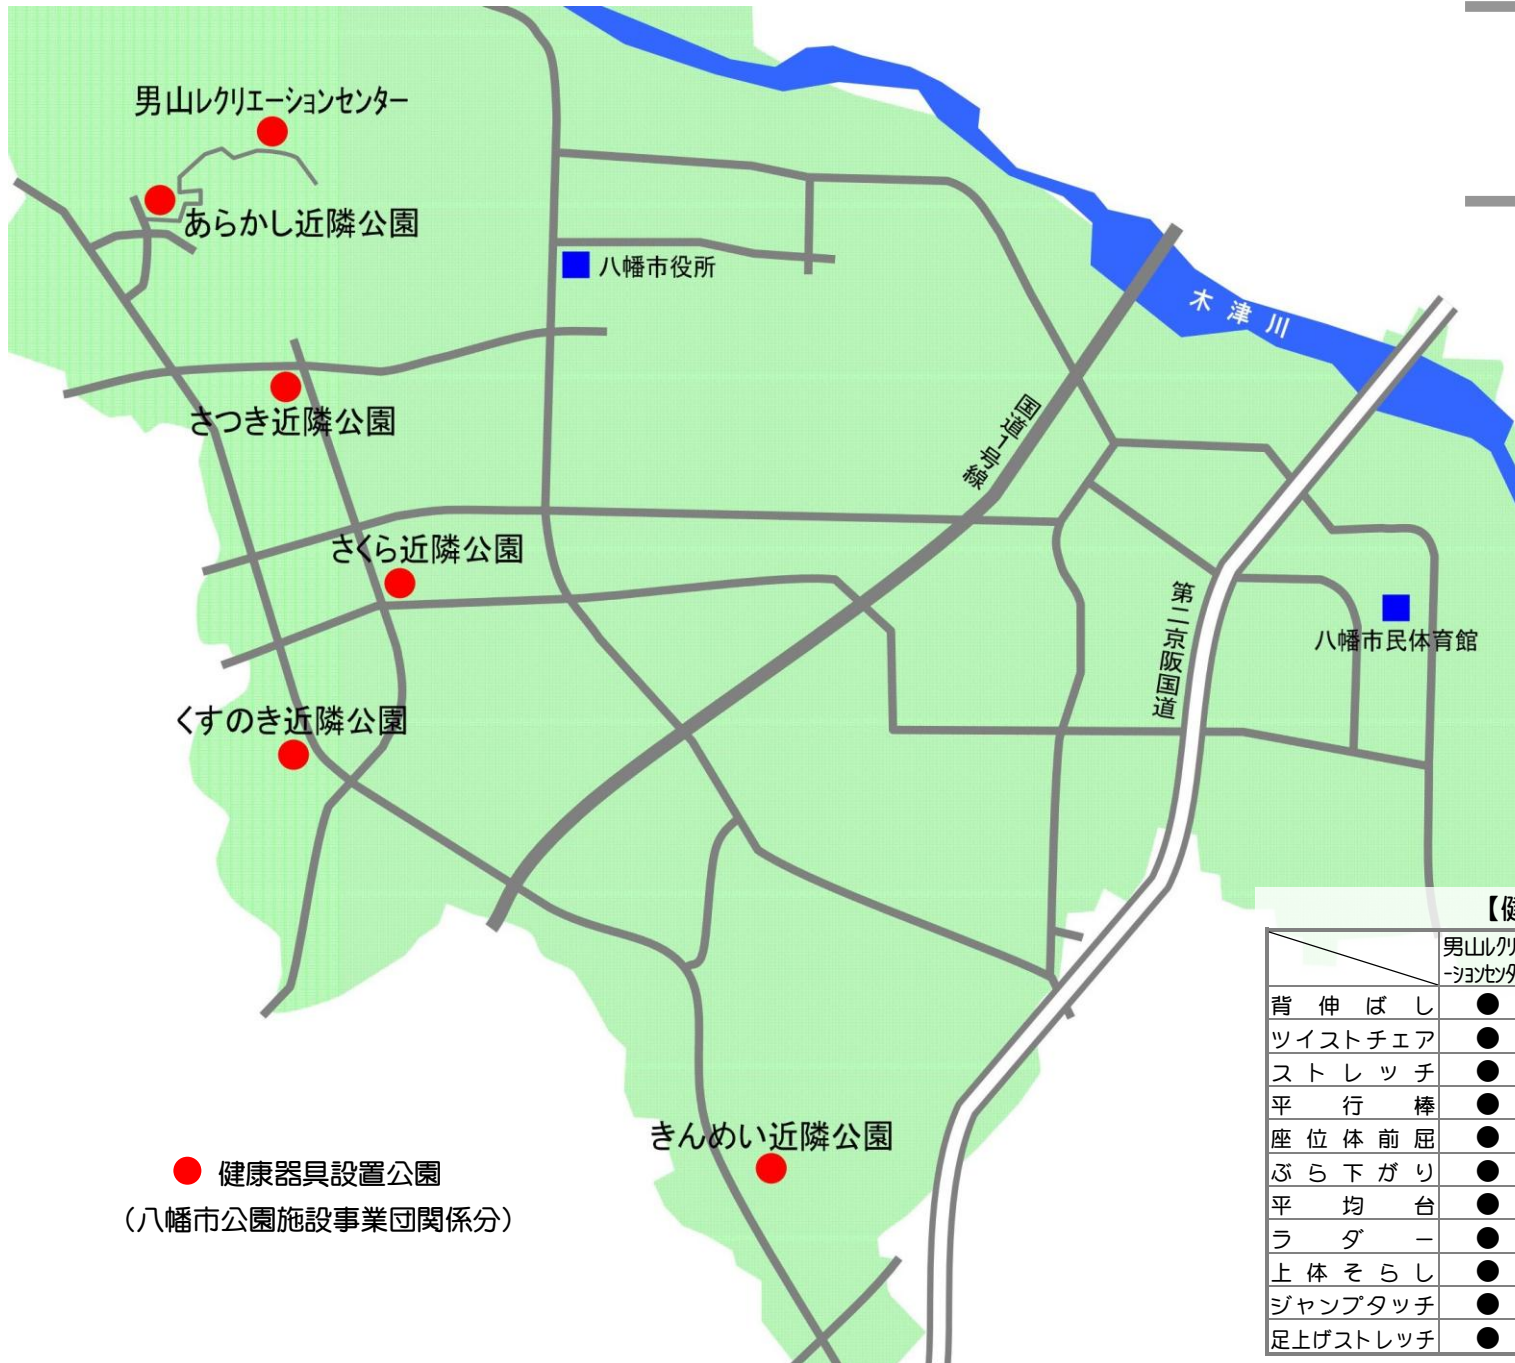 男山レクリエーションセンター
あらかし近隣公園
八幡市役所
木津川
国道1号線
さつき近隣公園
さくら近隣公園
第二京阪国道
八幡市民体育館
くすのき近隣公園
きんめい近隣公園
健康器具設置公園
（八幡市公園施設事業団関係分）
【健
男山レクリ
ｰションセンタ
背伸ばし ●
ツイストチェア ●
ストレッチ ●
平行棒 ●
座位体前屈 ●
ぶら下がり ●
平均台 ●
ラダー ●
上体そらし ●
ジャンプタッチ ●
足上げストレッチ ●